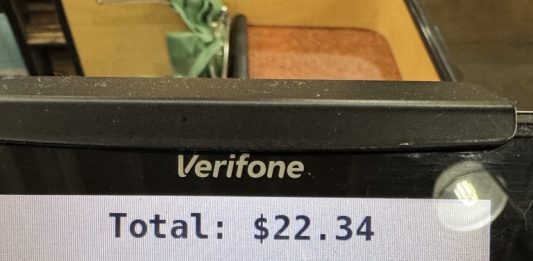 Verifone
Total: $22.34